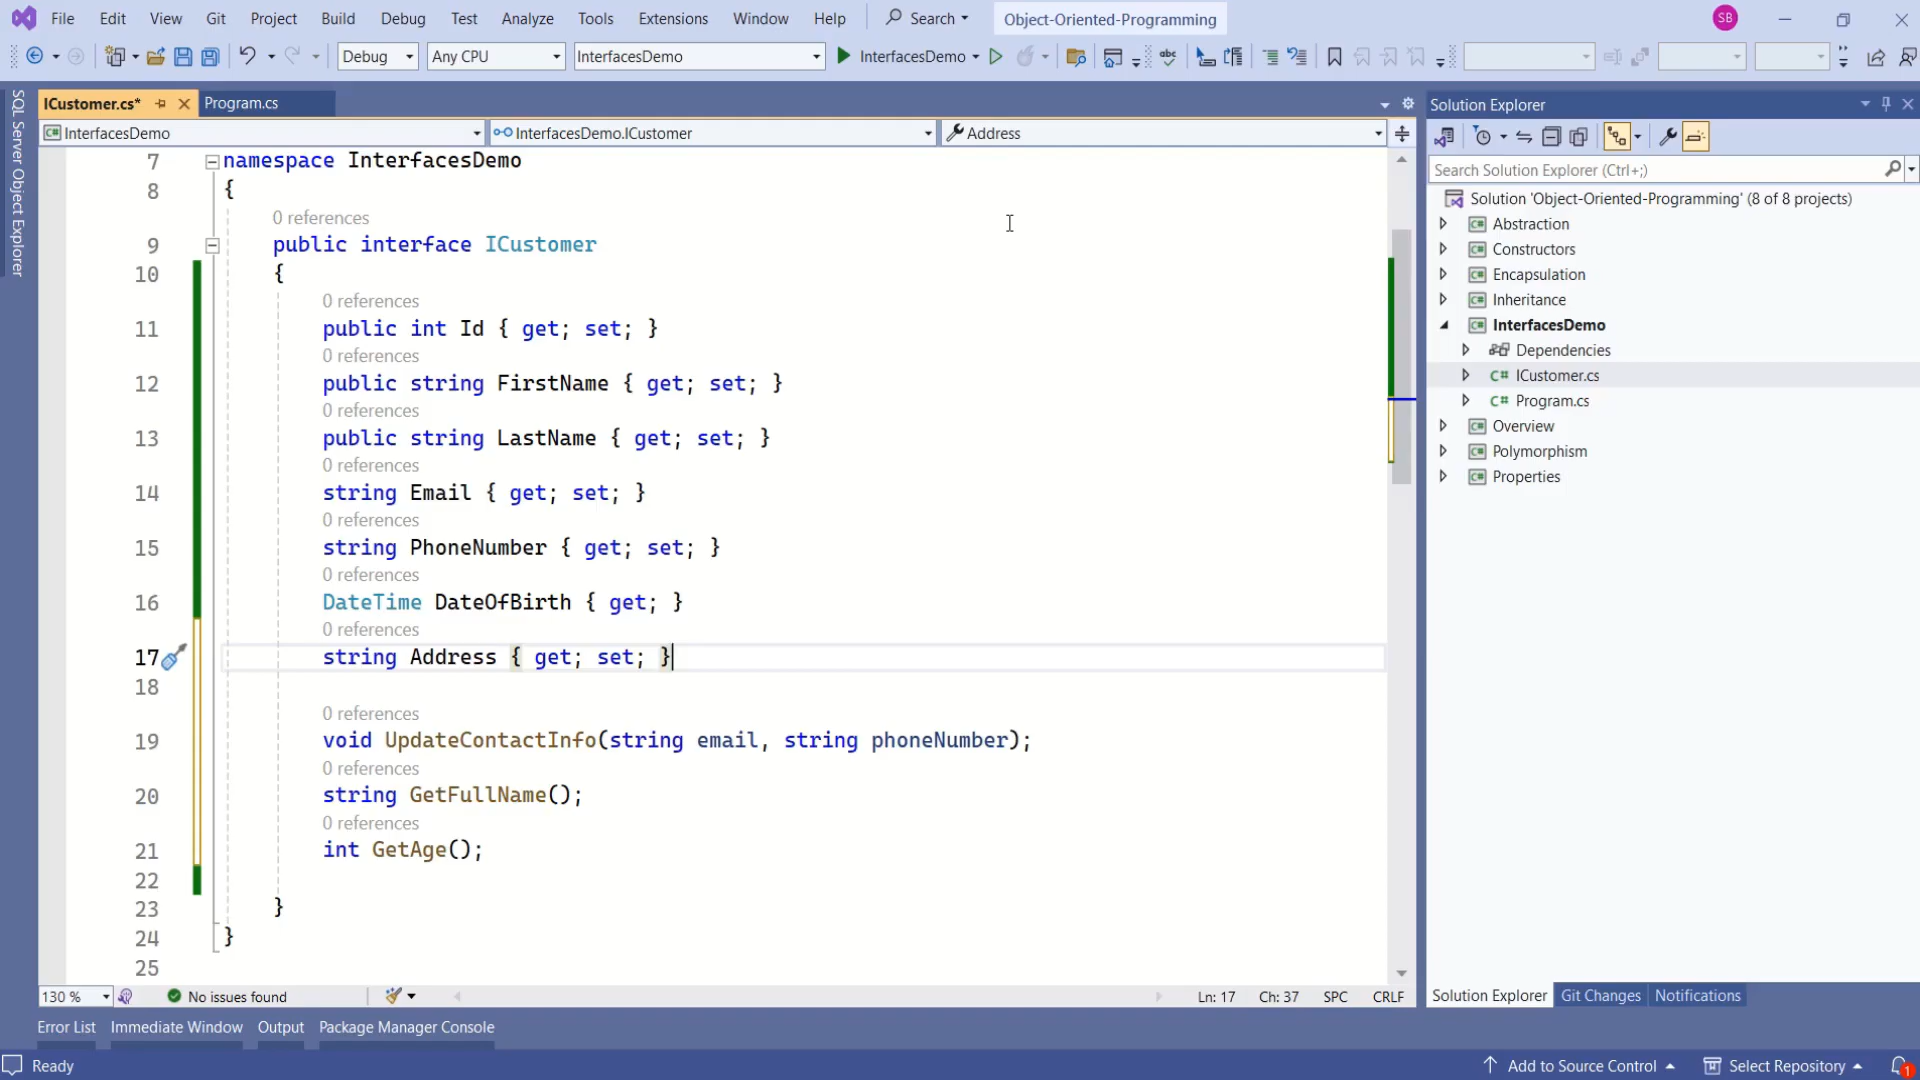 File Edit View Git Project Build Debug Test Analyze Tools Extensions Window Help Search Object-Oriented-Programming SB
Debug Any CPU InterfacesDemo InterfacesDemo
SQL Server Object Explorer
ICustomer.cs* Program.cs
InterfacesDemo InterfacesDemo.ICustomer Address
7 namespace InterfacesDemo
8 {
0 references
9 public interface ICustomer
10 {
0 references
11 public int Id { get; set; }
0 references
12 public string FirstName { get; set; }
0 references
13 public string LastName { get; set; }
0 references
14 string Email { get; set; }
0 references
15 string PhoneNumber { get; set; }
0 references
16 DateTime DateOfBirth { get; }
0 references
17 string Address { get; set; }
18
0 references
19 void UpdateContactInfo(string email, string phoneNumber);
0 references
20 string GetFullName();
0 references
21 int GetAge();
22
23 }
24 }
25
130 % No issues found Ln: 17 Ch: 37 SPC CRLF
Solution Explorer
Search Solution Explorer (Ctrl+;)
Solution 'Object-Oriented-Programming' (8 of 8 projects)
C# Abstraction
C# Constructors
C# Encapsulation
C# Inheritance
C# InterfacesDemo
Dependencies
C# ICustomer.cs
C# Program.cs
C# Overview
C# Polymorphism
C# Properties
Solution Explorer Git Changes Notifications
Error List Immediate Window Output Package Manager Console
Ready Add to Source Control Select Repository 1